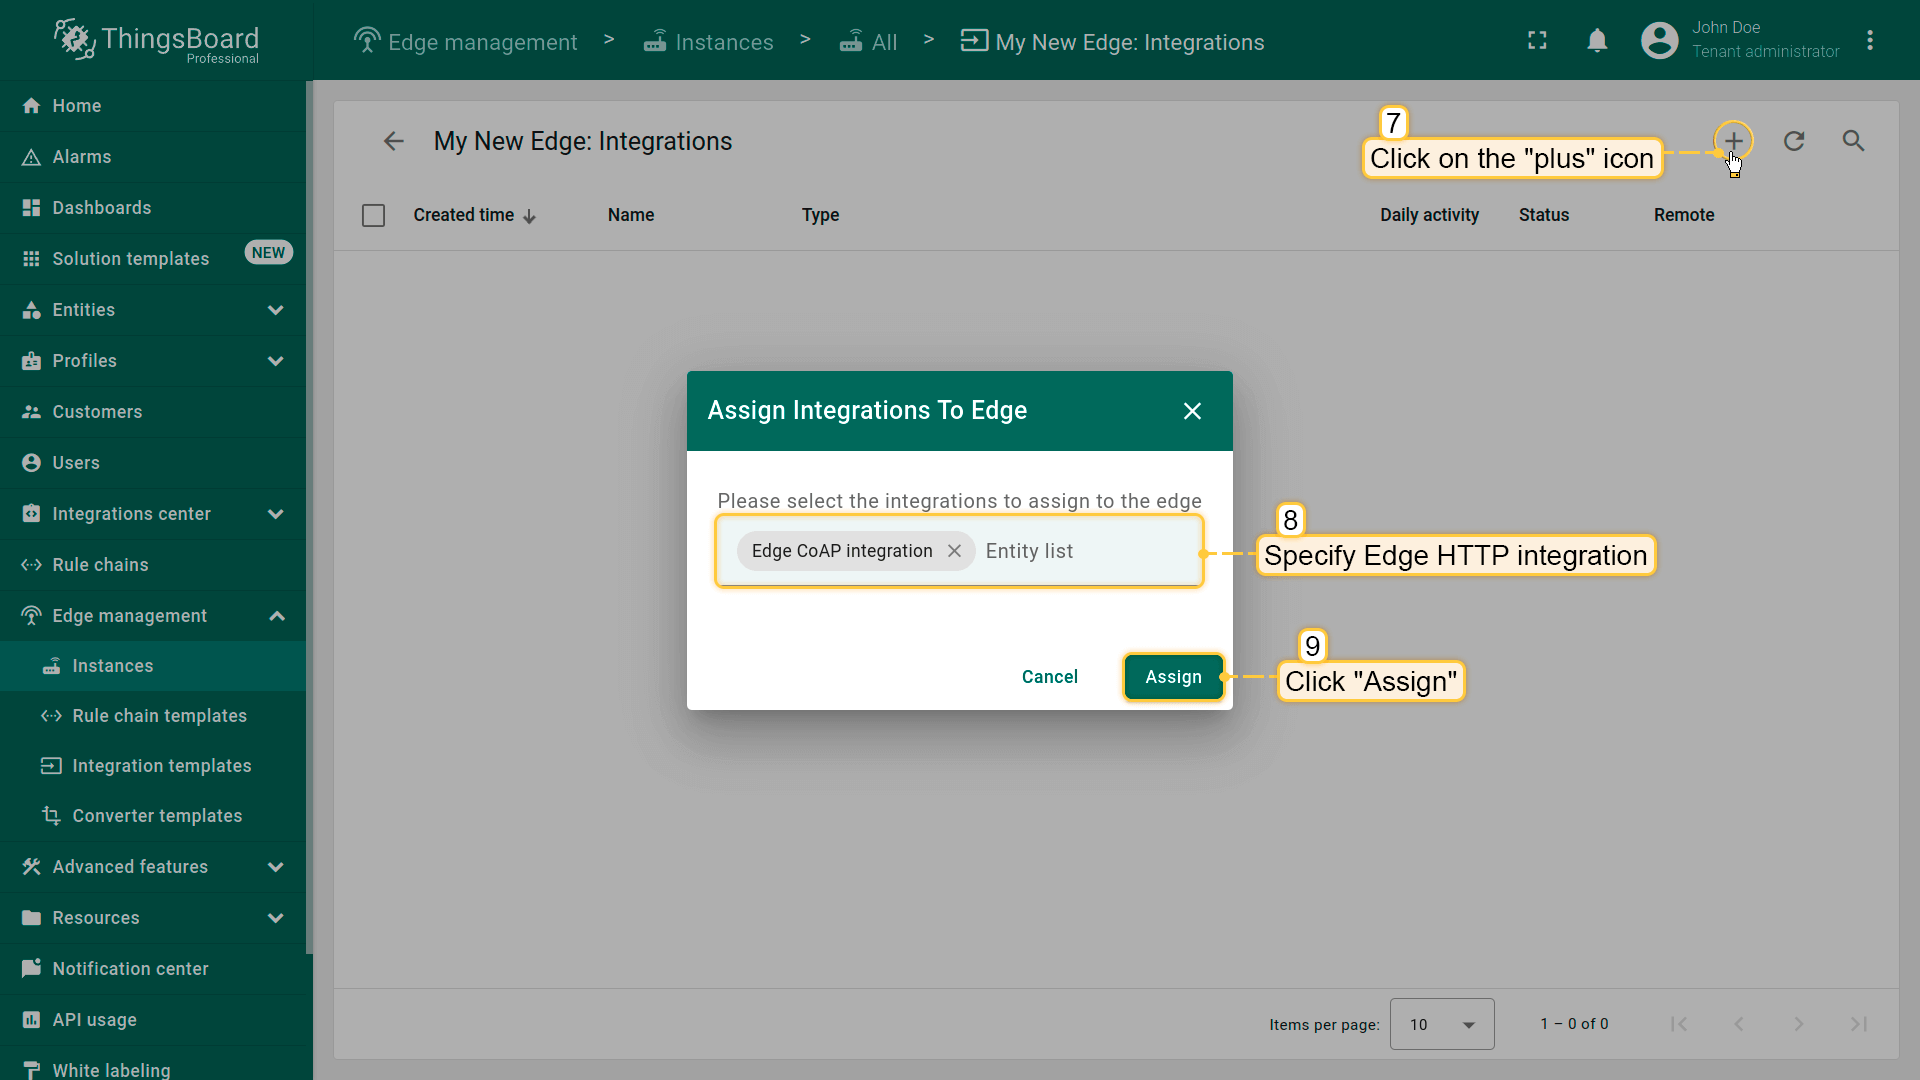 ThingsBoard
Professional
Edge management > Instances > All > My New Edge: Integrations
John Doe
Tenant administrator
Home
Alarms
Dashboards
Solution templates NEW
Entities
Profiles
Customers
Users
Integrations center
Rule chains
Edge management
Instances
Rule chain templates
Integration templates
Converter templates
Advanced features
Resources
Notification center
API usage
White labeling
My New Edge: Integrations
7
Click on the "plus" icon
Created time Name Type Daily activity Status Remote
Assign Integrations To Edge
Please select the integrations to assign to the edge
Edge CoAP integration Entity list
8
Specify Edge HTTP integration
Cancel Assign
9
Click "Assign"
Items per page: 10 1 – 0 of 0